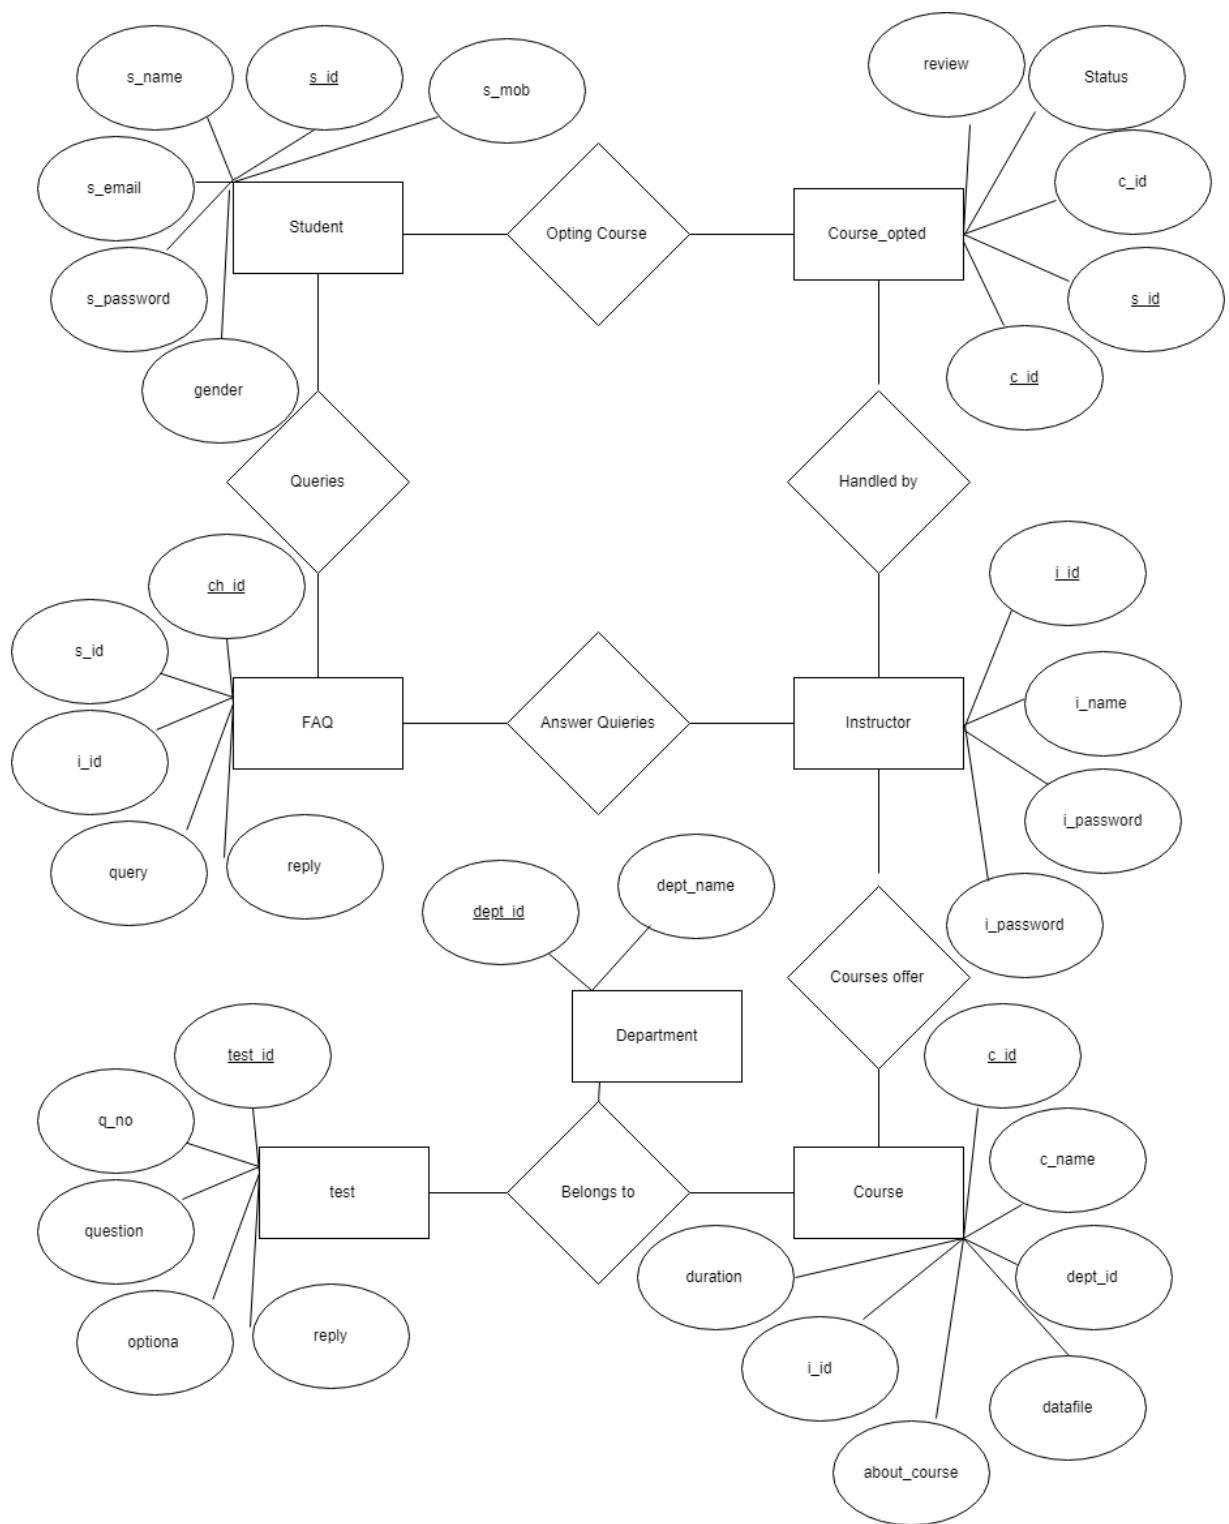 review
s_name
s_id
Status
s_mob
c_id
s_email
Student
Opting Course
Course_opted
s_password
s_id
c_id
gender
Queries
Handled by
i_id
ch_id
s_id
i_name
FAQ
Answer Quieries
Instructor
i_id
i_password
reply
query
dept_name
dept_id
i_password
Courses offer
Department
test_id
c_id
q_no
c_name
test
Belongs to
Course
question
duration
dept_id
reply
optiona
i_id
datafile
about_course